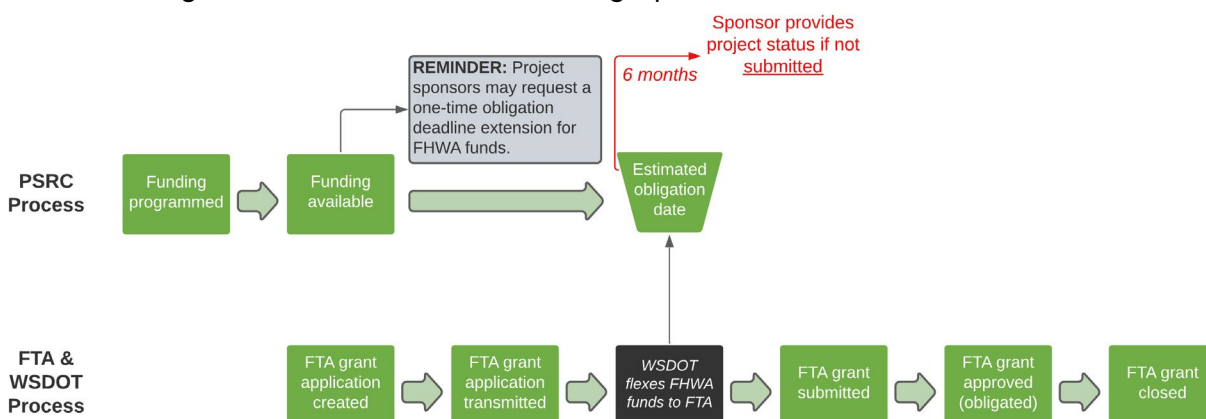 Sponsor provides
project status if not
submitted
6 months
REMINDER: Project
sponsors may request a
one-time obligation
deadline extension for
FHWA funds.
PSRC
Process
Funding
programmed
Funding
available
Estimated
obligation
date
FTA &
WSDOT
Process
FTA grant
application
created
FTA grant
application
transmitted
WSDOT
flexes FHWA
funds to FTA
FTA grant
submitted
FTA grant
approved
(obligated)
FTA grant
closed